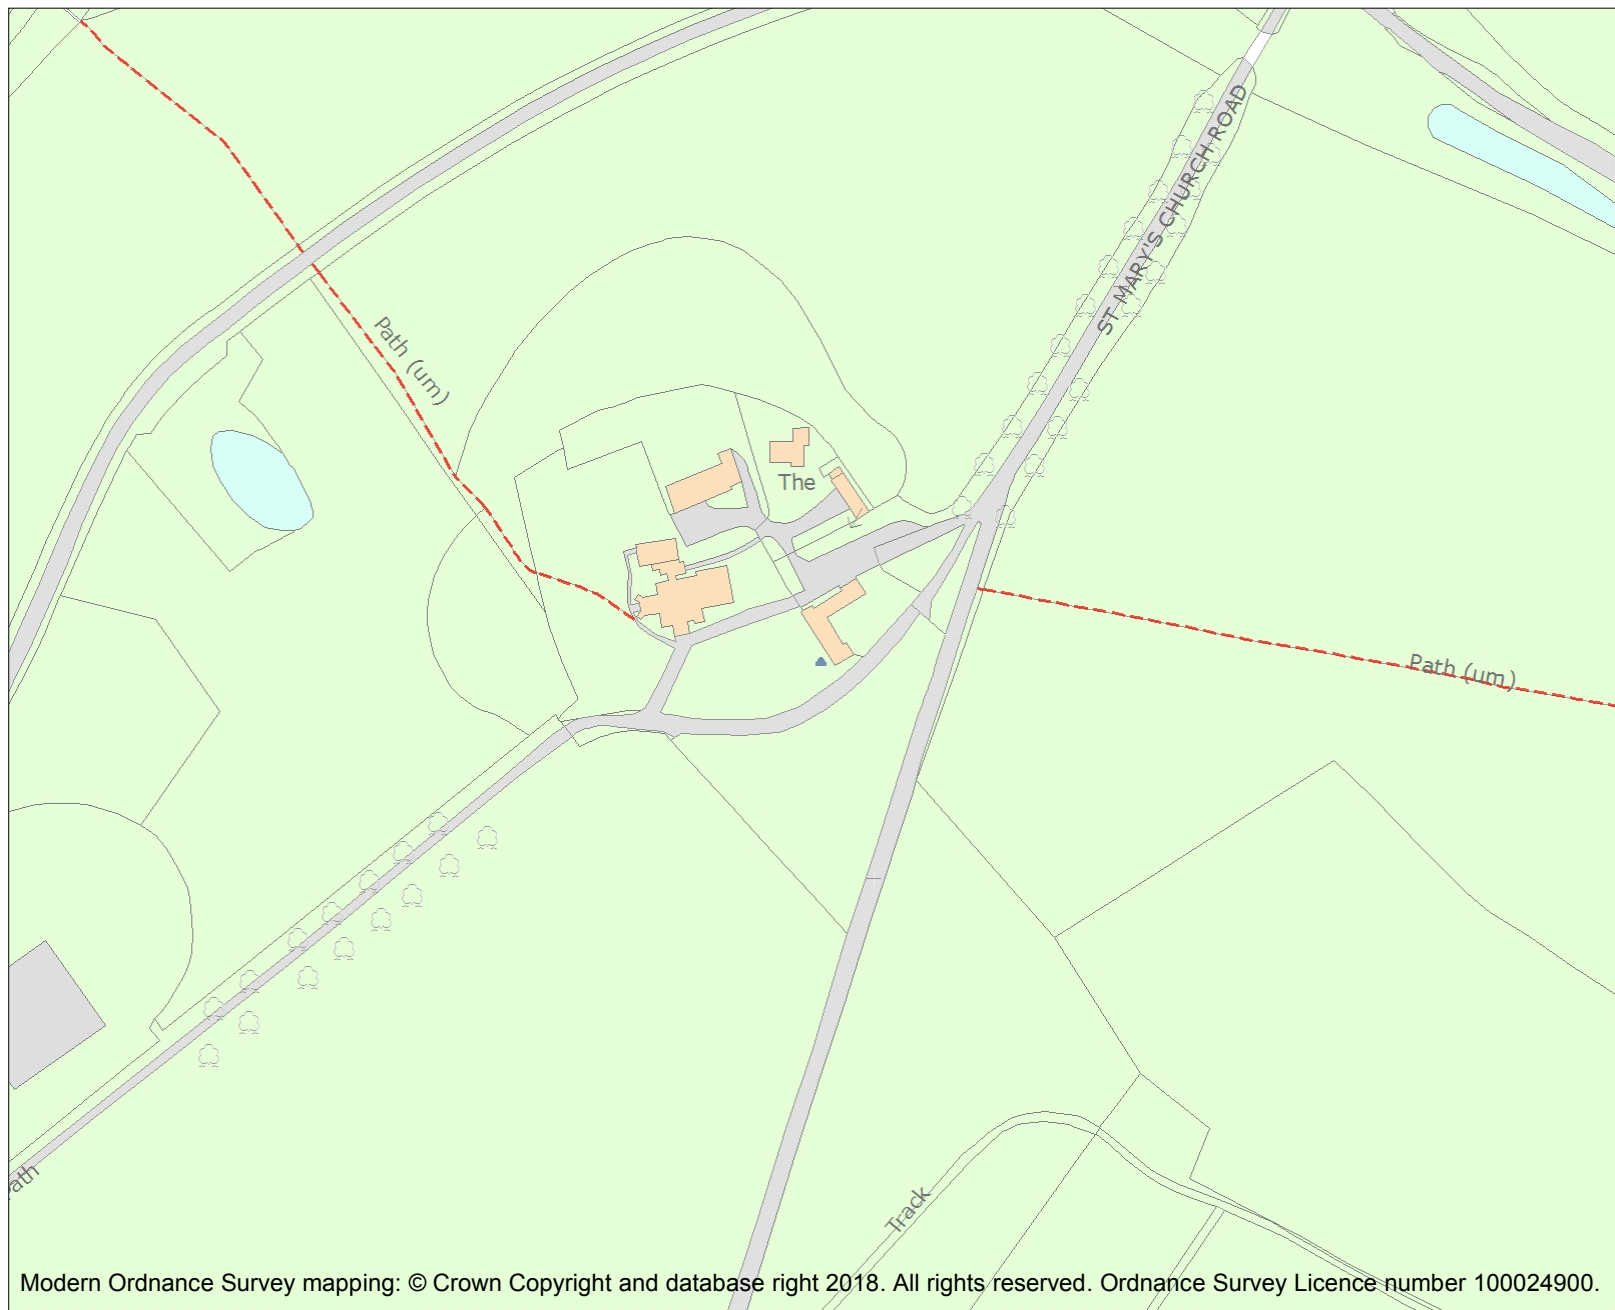 ST MARY'S CHURCH ROAD
Path (um)
The
Path (um)
Path
Track
Modern Ordnance Survey mapping: © Crown Copyright and database right 2018. All rights reserved. Ordnance Survey Licence number 100024900.